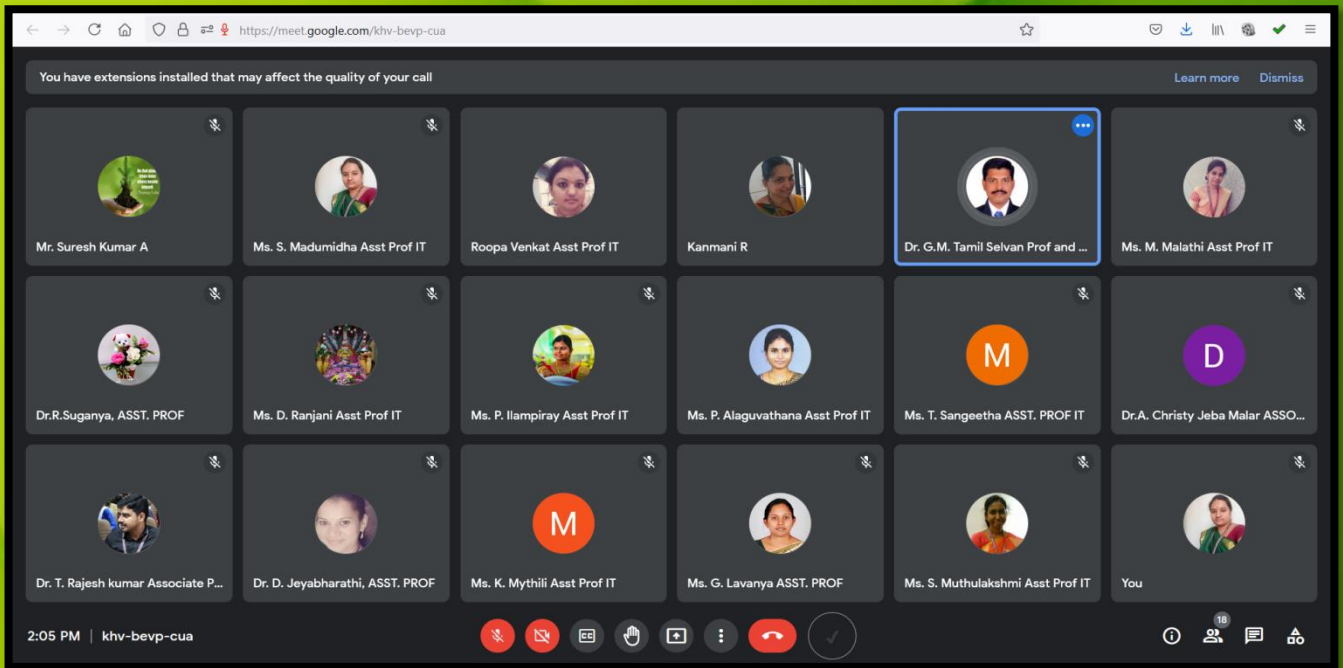 https://meet.google.com/khv-bevp-cua
You have extensions installed that may affect the quality of your call
Learn more
Dismiss
Mr. Suresh Kumar A
Ms. S. Madumidha Asst Prof IT
Roopa Venkat Asst Prof IT
Kanmani R
Dr. G.M. Tamil Selvan Prof and ...
Ms. M. Malathi Asst Prof IT
Dr.R.Suganya, ASST. PROF
Ms. D. Ranjani Asst Prof IT
Ms. P. Ilampiray Asst Prof IT
Ms. P. Alaguvathana Asst Prof IT
M
Ms. T. Sangeetha ASST. PROF IT
D
Dr.A. Christy Jeba Malar ASSO...
Dr. T. Rajesh kumar Associate P...
Dr. D. Jeyabharathi, ASST. PROF
M
Ms. K. Mythili Asst Prof IT
Ms. G. Lavanya ASST. PROF
Ms. S. Muthulakshmi Asst Prof IT
You
2:05 PM | khv-bevp-cua
CC
18